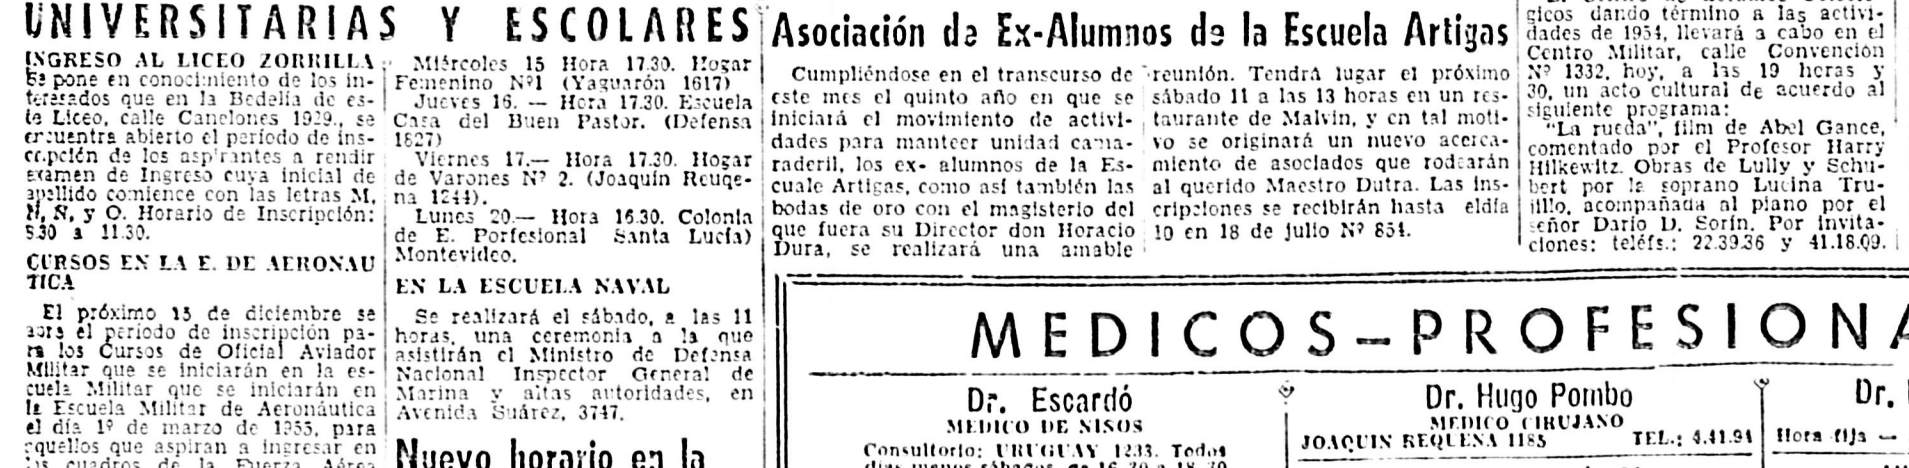 UNIVERSITARIAS Y ESCOLARES
INGRESO AL LICEO ZORRILLA
Se pone en conocimiento de los in-
teresados que en la Bedelía de es-
te Liceo, calle Canelones 1929., se
encuentra abierto el período de ins-
cripción de los aspirantes a rendir
examen de Ingreso cuya inicial de
apellido comience con las letras M,
N, Ñ, y O. Horario de Inscripción:
8.30 a 11.30.
CURSOS EN LA E. DE AERONAU
TICA
El próximo 15 de diciembre se
abre el período de inscripción pa-
ra los Cursos de Oficial Aviador
Militar que se iniciarán en la es-
cuela Militar que se iniciarán en
la Escuela Militar de Aeronáutica
el día 1º de marzo de 1955, para
aquellos que aspiran a ingresar en
los cuadros de la Fuerza Aérea
Miércoles 15 Hora 17.30. Hogar
Femenino Nº1 (Yaguarón 1617)
Jueves 16. — Hora 17.30. Escuela
Casa del Buen Pastor. (Defensa
1827)
Viernes 17.— Hora 17.30. Hogar
de Varones Nº 2. (Joaquín Reuqe-
na 1244).
Lunes 20.— Hora 16.30. Colonia
de E. Porfesional Santa Lucía)
Montevideo.
EN LA ESCUELA NAVAL
Se realizará el sábado, a las 11
horas, una ceremonia a la que
asistirán el Ministro de Defensa
Nacional Inspector General de
Marina y altas autoridades, en
Avenida Suárez, 3747.
Nuevo horario en la
Asociación de Ex-Alumnos de la Escuela Artigas
Cumpliéndose en el transcurso de
este mes el quinto año en que se
iniciará el movimiento de activi-
dades para manteer unidad cama-
raderil, los ex- alumnos de la Es-
cuale Artigas, como así también las
bodas de oro con el magisterio del
que fuera su Director don Horacio
Dura, se realizará una amable
reunión. Tendrá lugar el próximo
sábado 11 a las 13 horas en un res-
taurante de Malvin, y en tal moti-
vo se originará un nuevo acerca-
miento de asociados que rodearán
al querido Maestro Dutra. Las ins-
cripciones se recibirán hasta eldía
10 en 18 de julio Nº 854.
gicos dando término a las activi-
dades de 1954, llevará a cabo en el
Centro Militar, calle Convención
Nº 1332, hoy, a las 19 horas y
30, un acto cultural de acuerdo al
siguiente programa:
"La rueda", film de Abel Gance,
comentado por el Profesor Harry
Hilkewitz. Obras de Lully y Schu-
bert por la soprano Lucina Tru-
jillo, acompañada al piano por el
señor Darío D. Sorín. Por invita-
ciones: teléfs.: 22.39.36 y 41.18.09.
MEDICOS - PROFESIONA
Dr. Escardó
MEDICO DE NIÑOS
Consultorio: URUGUAY 1233. Todos
días menos sábados de 16.30 a 18.30
Dr. Hugo Pombo
MEDICO CIRUJANO
JOAQUIN REQUENA 1185 TEL.: 4.41.94
Dr.
Hora fija —